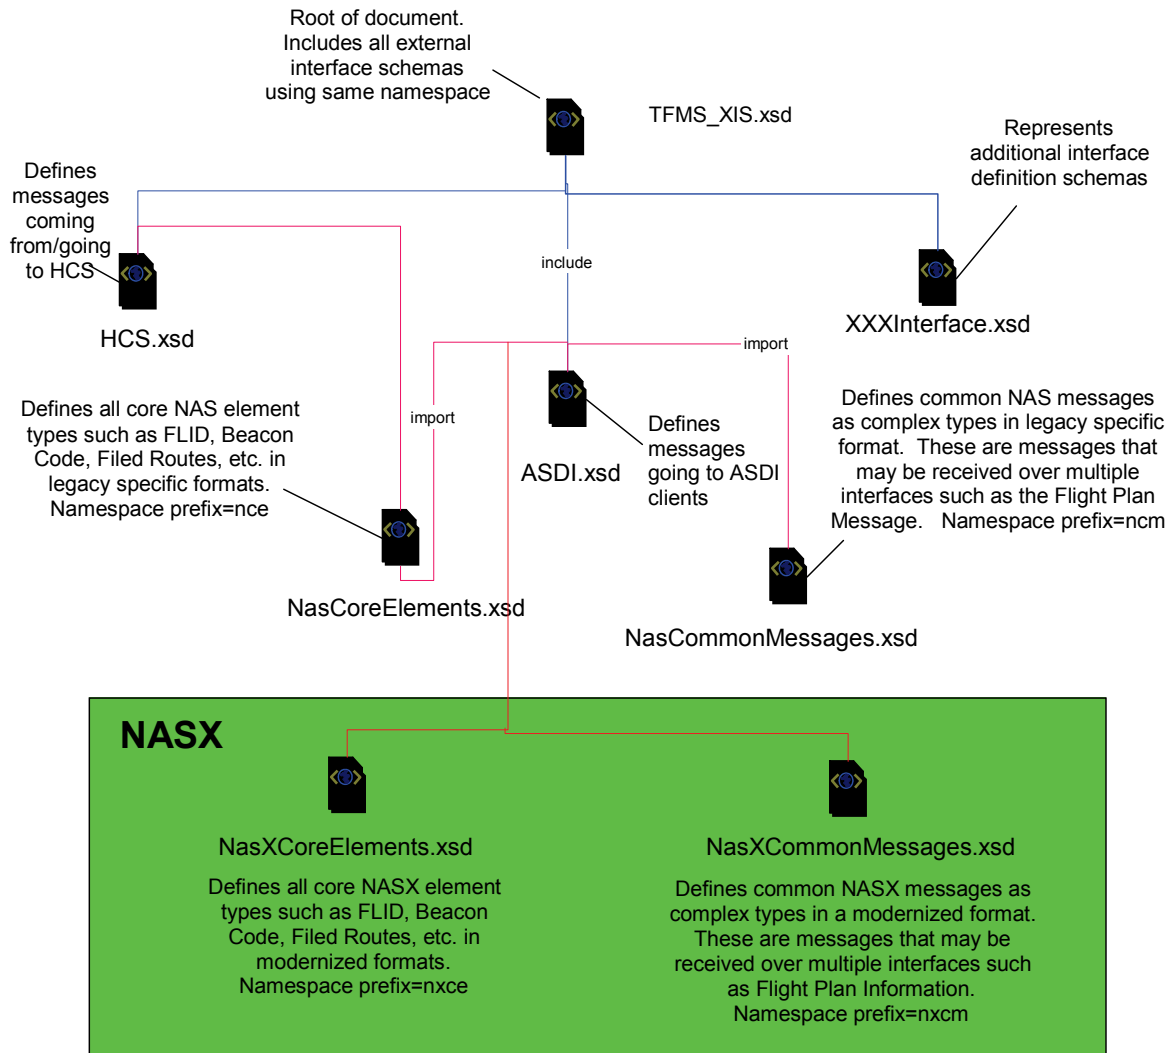 Root of document.
Includes all external
interface schemas
using same namespace
TFMS_XIS.xsd
Represents
additional interface
definition schemas
Defines
messages
coming
from/going
to HCS
include
HCS.xsd
XXXInterface.xsd
import
import
Defines all core NAS element
types such as FLID, Beacon
Code, Filed Routes, etc. in
legacy specific formats.
Namespace prefix=nce
ASDI.xsd
Defines
messages
going to ASDI
clients
Defines common NAS messages
as complex types in legacy specific
format.  These are messages that
may be received over multiple
interfaces such as the Flight Plan
Message.   Namespace prefix=ncm
NasCoreElements.xsd
NasCommonMessages.xsd
NASX
NasXCoreElements.xsd
Defines all core NASX element
types such as FLID, Beacon
Code, Filed Routes, etc. in
modernized formats.
Namespace prefix=nxce
NasXCommonMessages.xsd
Defines common NASX messages as
complex types in a modernized format.
These are messages that may be
received over multiple interfaces such
as Flight Plan Information.
Namespace prefix=nxcm